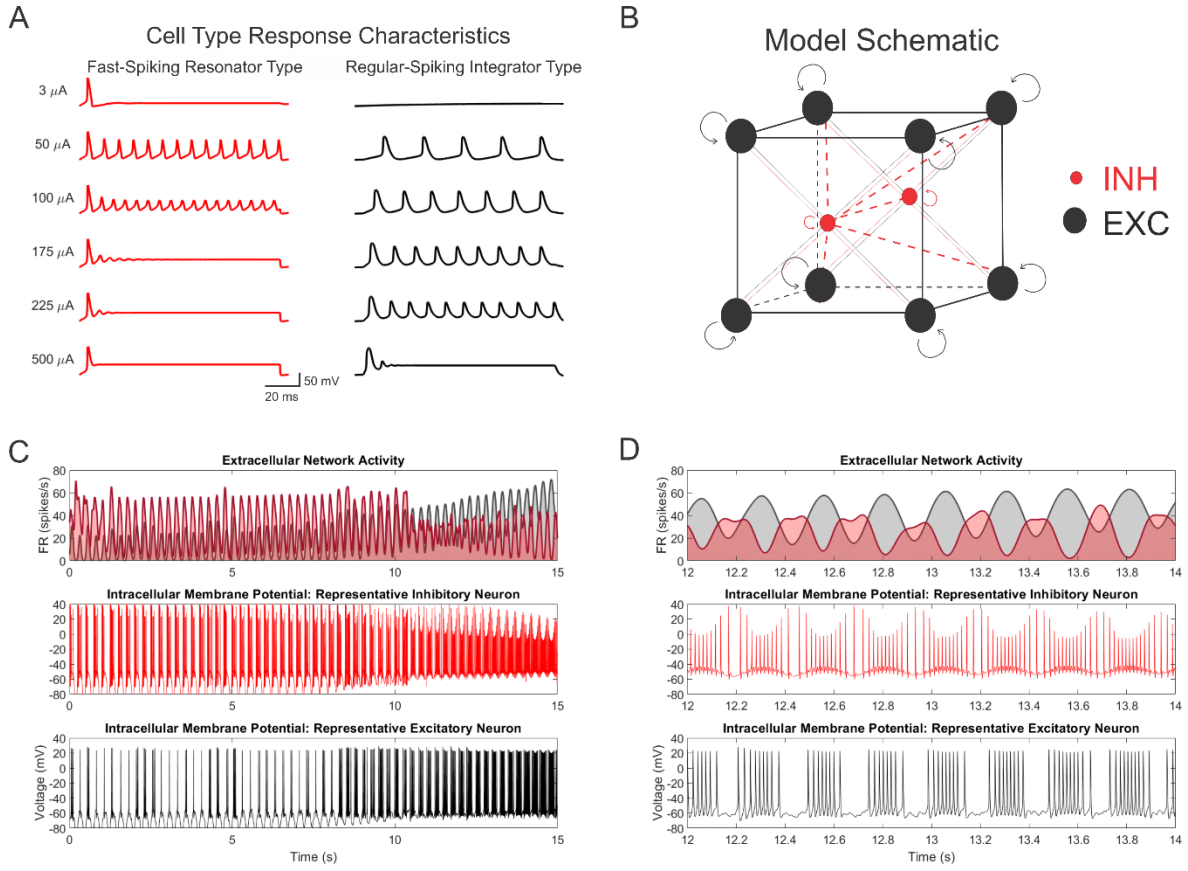 A
Cell Type Response Characteristics
Fast-Spiking Resonator Type
Regular-Spiking Integrator Type
3 μA
50 μA
100 μA
175 μA
225 μA
500 μA
50 mV
20 ms
B
Model Schematic
INH
EXC
C
Extracellular Network Activity
FR (spikes/s)
80
60
40
20
0
0 5 10 15
Intracellular Membrane Potential: Representative Inhibitory Neuron
40
20
0
-20
-40
-60
-80
0 5 10 15
Intracellular Membrane Potential: Representative Excitatory Neuron
Voltage (mV)
40
20
0
-20
-40
-60
-80
0 5 10 15
Time (s)
D
Extracellular Network Activity
FR (spikes/s)
80
60
40
20
0
12 12.2 12.4 12.6 12.8 13 13.2 13.4 13.6 13.8 14
Intracellular Membrane Potential: Representative Inhibitory Neuron
40
20
0
-20
-40
-60
-80
12 12.2 12.4 12.6 12.8 13 13.2 13.4 13.6 13.8 14
Intracellular Membrane Potential: Representative Excitatory Neuron
Voltage (mV)
40
20
0
-20
-40
-60
-80
12 12.2 12.4 12.6 12.8 13 13.2 13.4 13.6 13.8 14
Time (s)